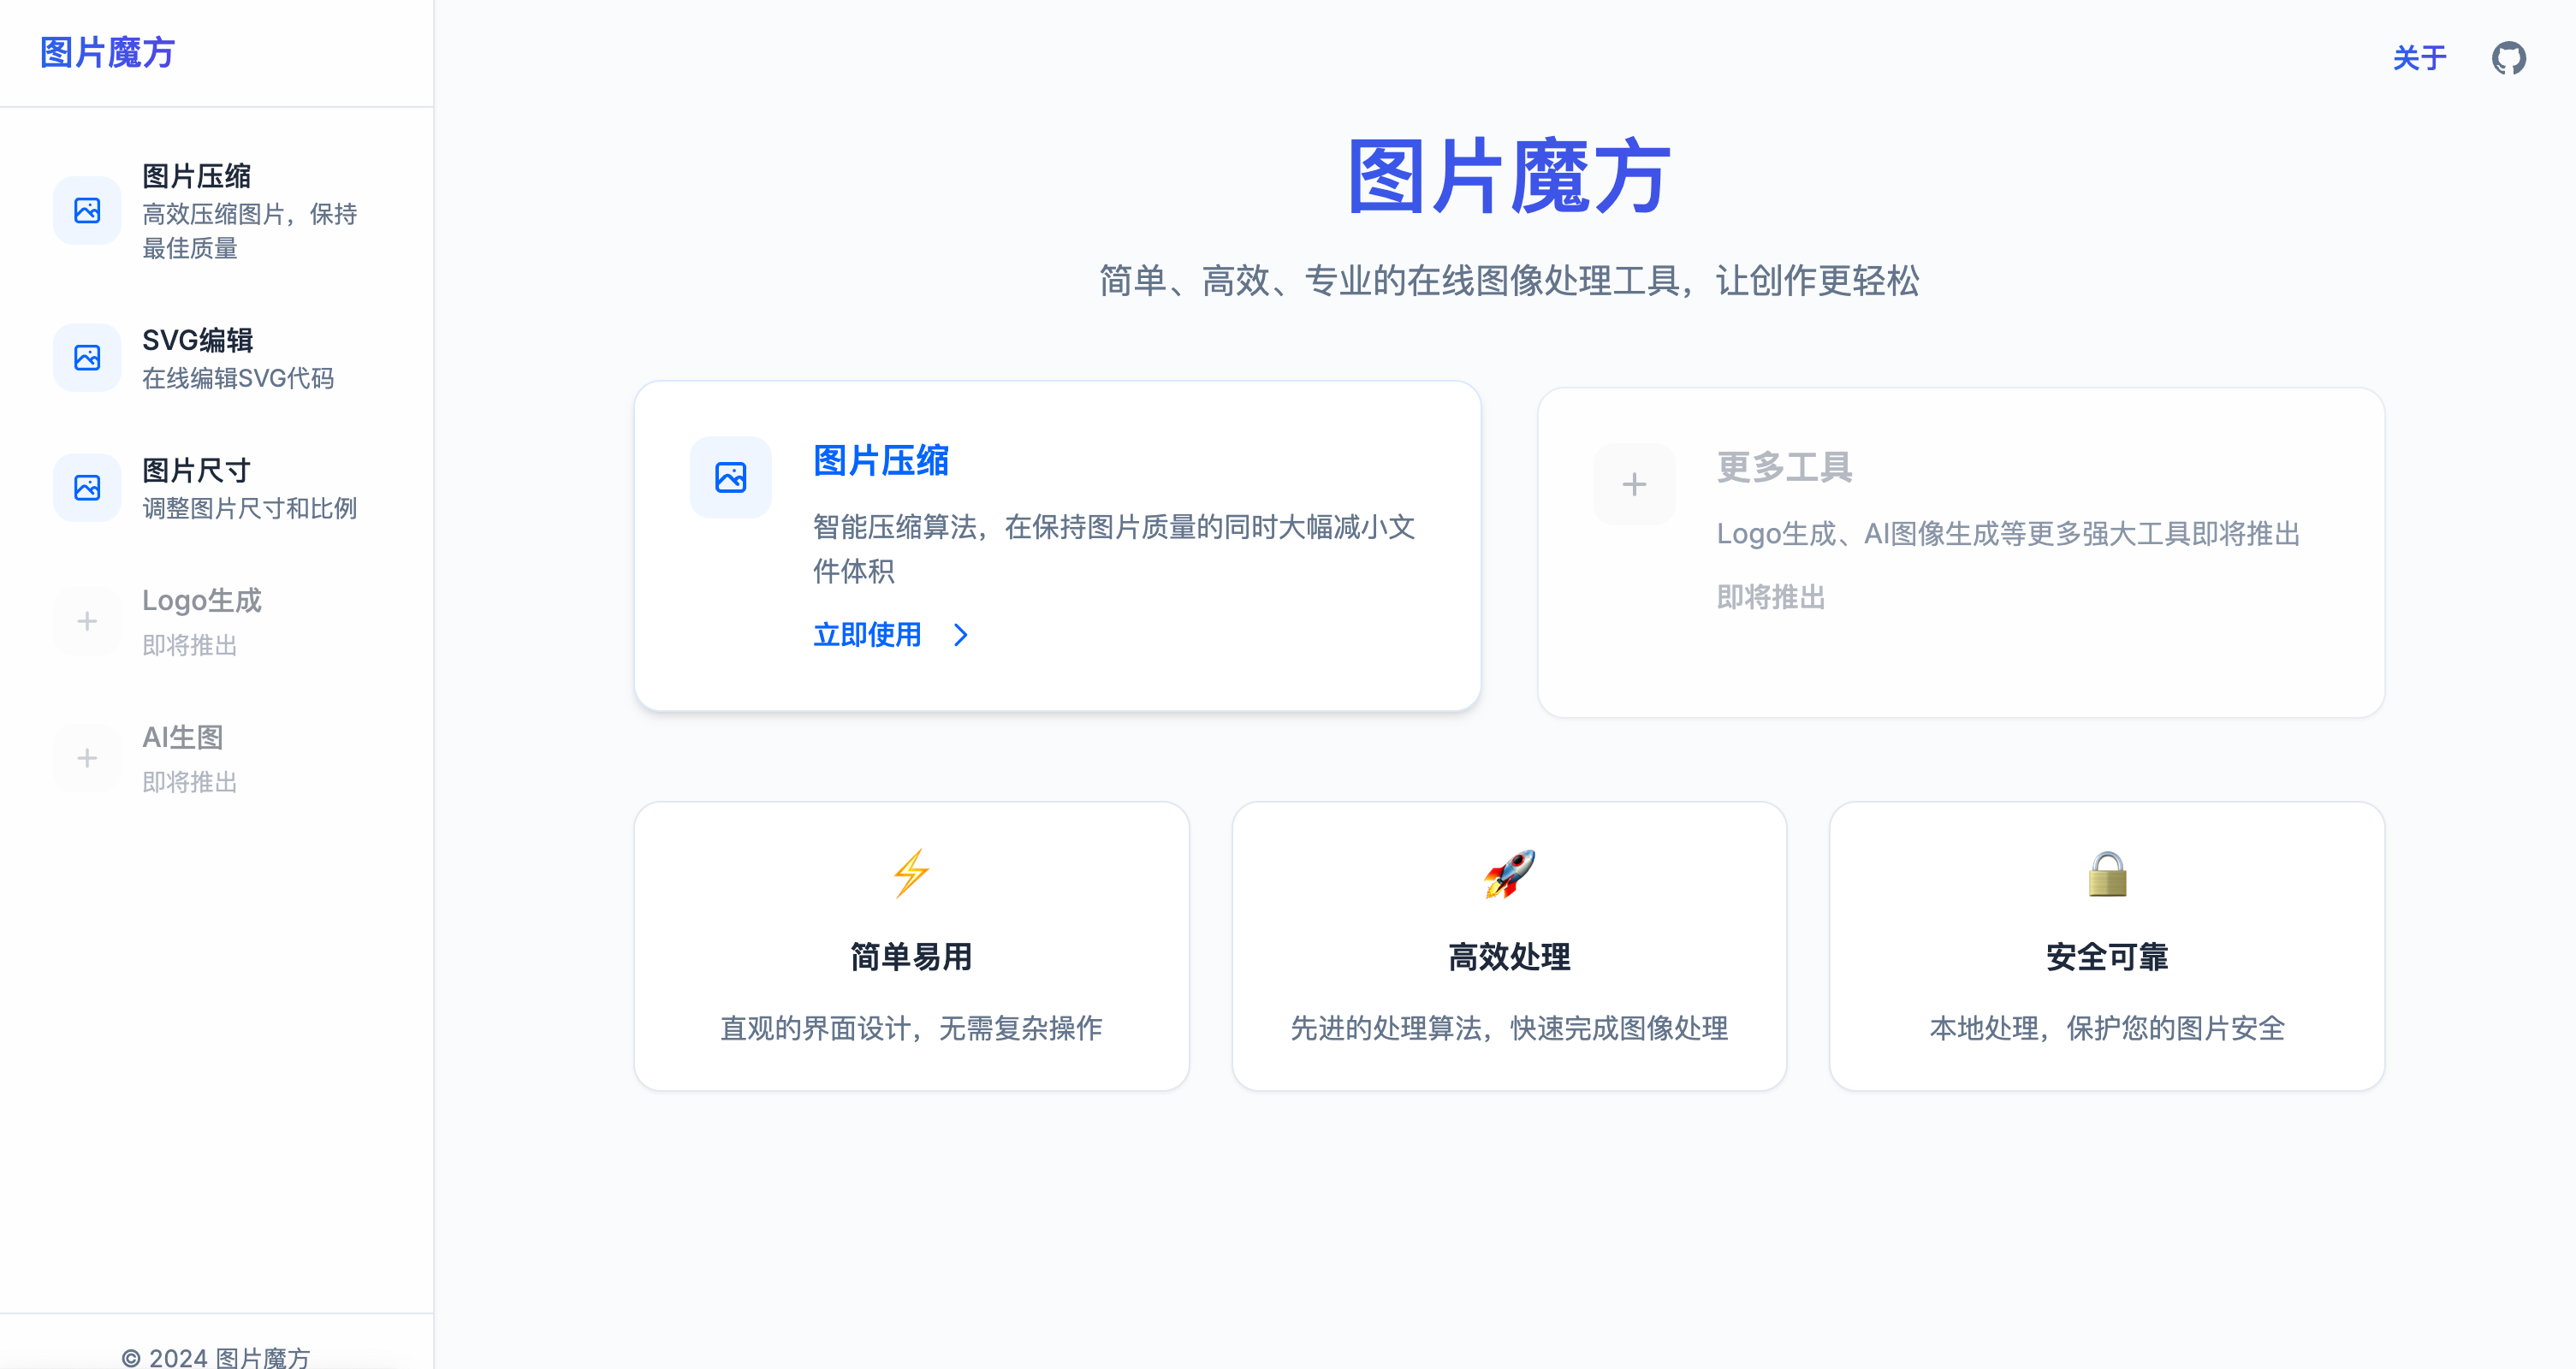 图片魔方
图片压缩
高效压缩图片，保持
最佳质量
SVG编辑
在线编辑SVG代码
图片尺寸
调整图片尺寸和比例
Logo生成
即将推出
AI生图
即将推出
© 2024 图片魔方
关于
图片魔方
简单、高效、专业的在线图像处理工具，让创作更轻松
图片压缩
智能压缩算法，在保持图片质量的同时大幅减小文
件体积
立即使用
更多工具
Logo生成、AI图像生成等更多强大工具即将推出
即将推出
简单易用
直观的界面设计，无需复杂操作
高效处理
先进的处理算法，快速完成图像处理
安全可靠
本地处理，保护您的图片安全